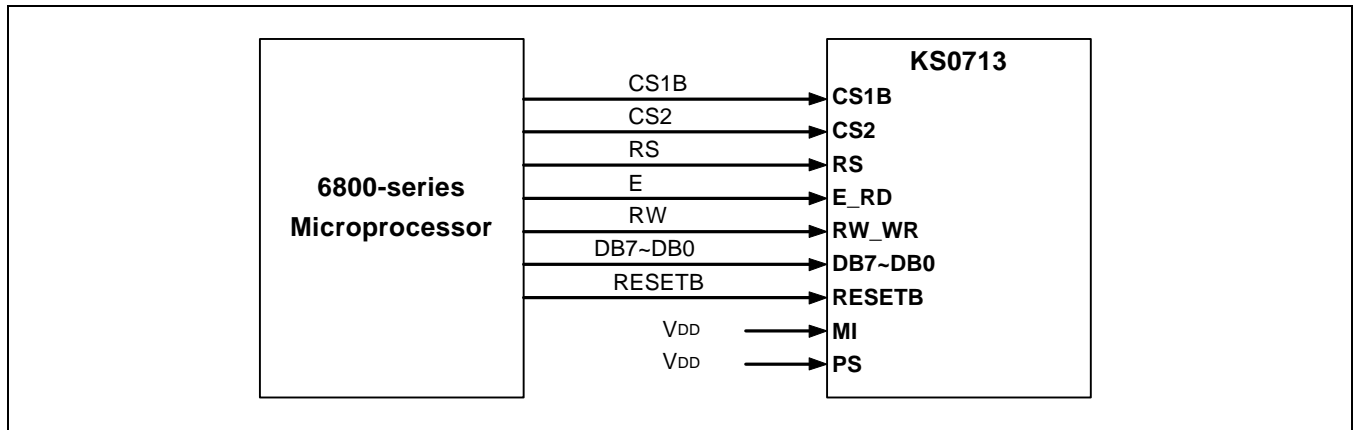 KS0713
6800-series
Microprocessor
CS1B
CS2
RS
E
RW
DB7~DB0
RESETB
VDD
VDD
CS1B
CS2
RS
E_RD
RW_WR
DB7~DB0
RESETB
MI
PS